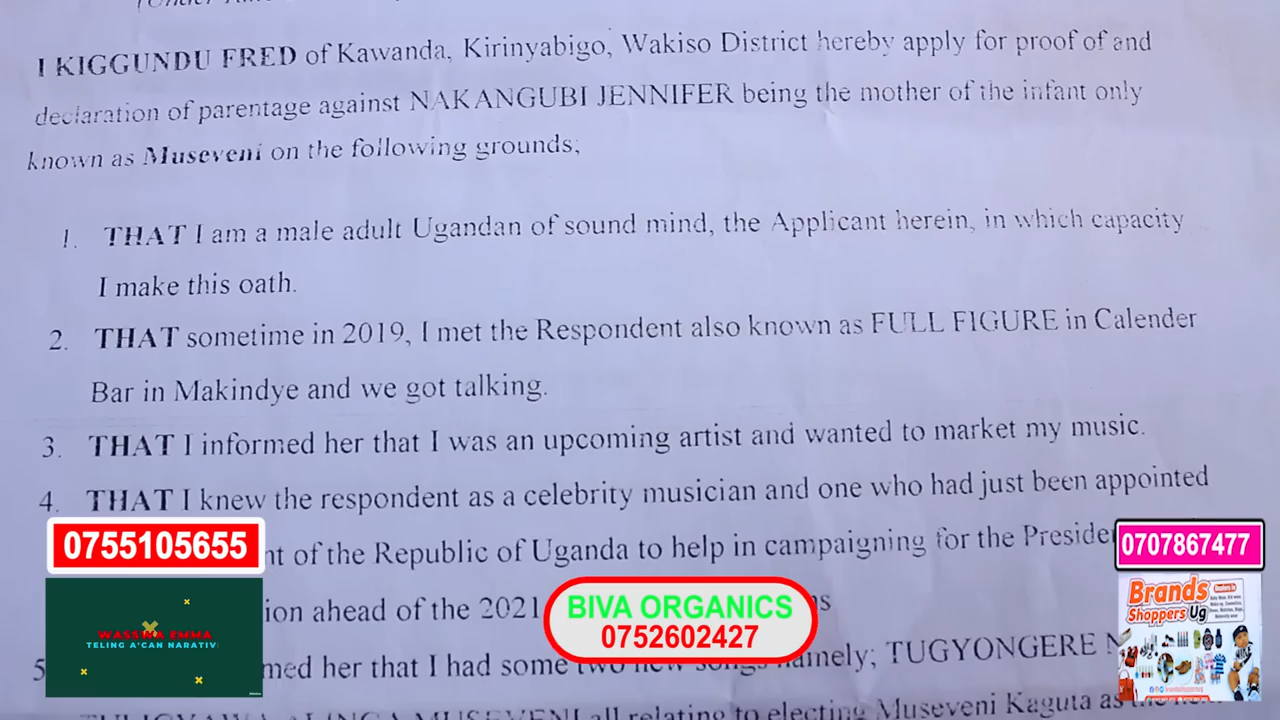 I KIGGUNDU FRED of Kawanda, Kirinyabigo, Wakiso District hereby apply for proof of and
declaration of parentage against NAKANGUBI JENNIFER being the mother of the infant only
known as Museveni on the following grounds;
1. THAT I am a male adult Ugandan of sound mind, the Applicant herein, in which capacity
I make this oath.
2. THAT sometime in 2019, I met the Respondent also known as FULL FIGURE in Calender
Bar in Makindye and we got talking.
3. THAT I informed her that I was an upcoming artist and wanted to market my music.
4. THAT I knew the respondent as a celebrity musician and one who had just been appointed
nt of the Republic of Uganda to help in campaigning for the Preside
ion ahead of the 2021
5 med her that I had some two new songs namely; TUGYONGERE
MUSEVENI all relating to electing Museveni Kaguta as
0755105655
WASSWA EMMA
TELING A'CAN NARATIV
BIVA ORGANICS
0752602427
0707867477
Brands
Shoppers Ug